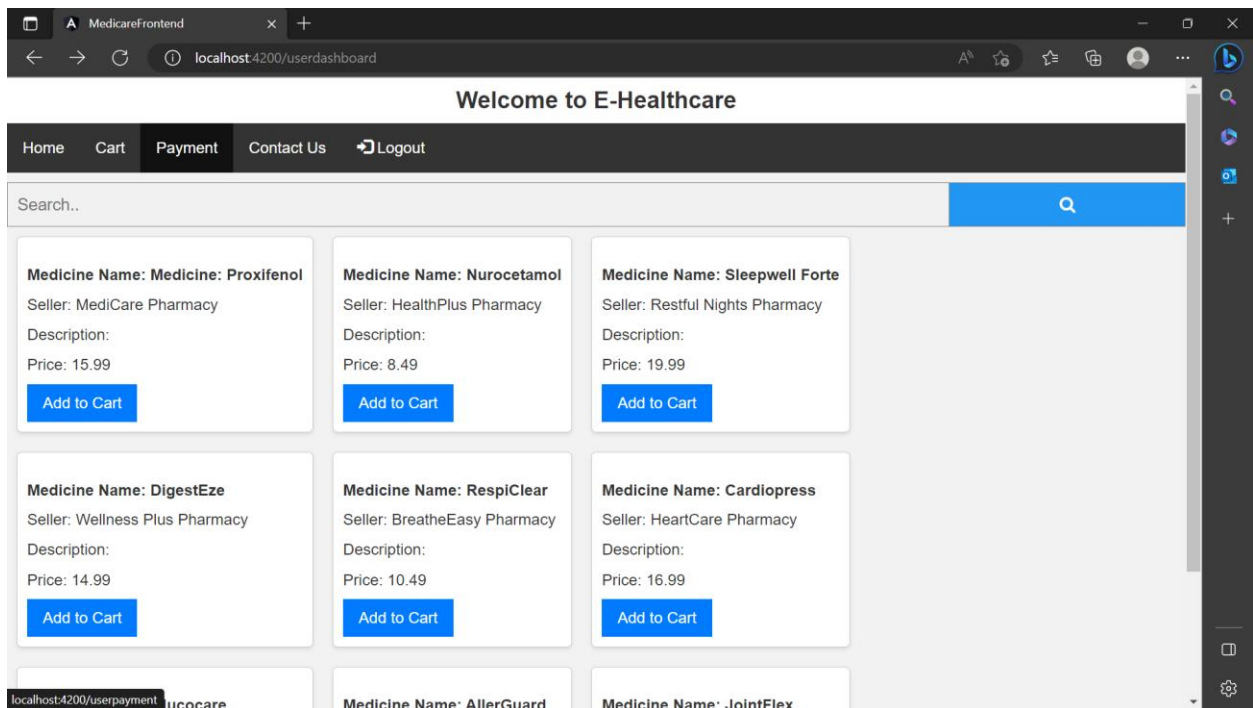 MedicareFrontend
localhost:4200/userdashboard
Welcome to E-Healthcare
Home Cart Payment Contact Us Logout
Search..
Medicine Name: Medicine: Proxifenol
Seller: MediCare Pharmacy
Description:
Price: 15.99
Add to Cart
Medicine Name: Nurocetamol
Seller: HealthPlus Pharmacy
Description:
Price: 8.49
Add to Cart
Medicine Name: Sleepwell Forte
Seller: Restful Nights Pharmacy
Description:
Price: 19.99
Add to Cart
Medicine Name: DigestEze
Seller: Wellness Plus Pharmacy
Description:
Price: 14.99
Add to Cart
Medicine Name: RespiClear
Seller: BreatheEasy Pharmacy
Description:
Price: 10.49
Add to Cart
Medicine Name: Cardiopress
Seller: HeartCare Pharmacy
Description:
Price: 16.99
Add to Cart
ucocare
Medicine Name: AllerGuard
Medicine Name: JointFlex
localhost:4200/userpayment